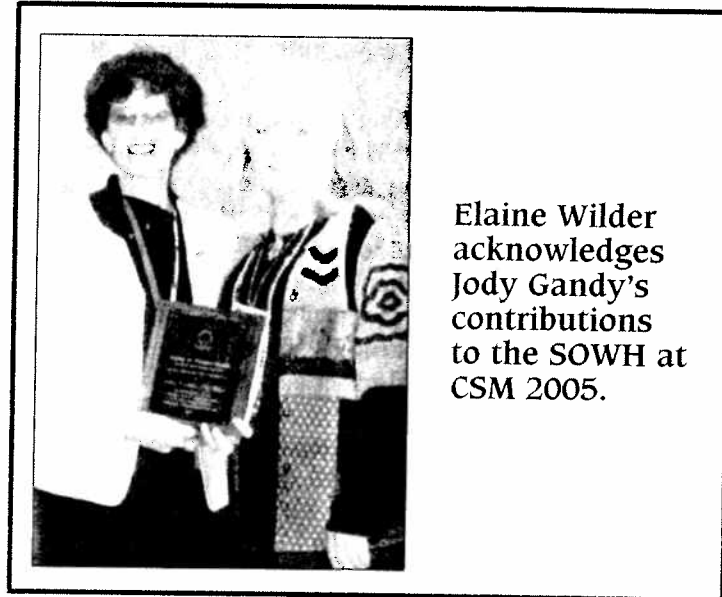 Elaine Wilder
acknowledges
Jody Gandy's
contributions
to the SOWH at
CSM 2005.